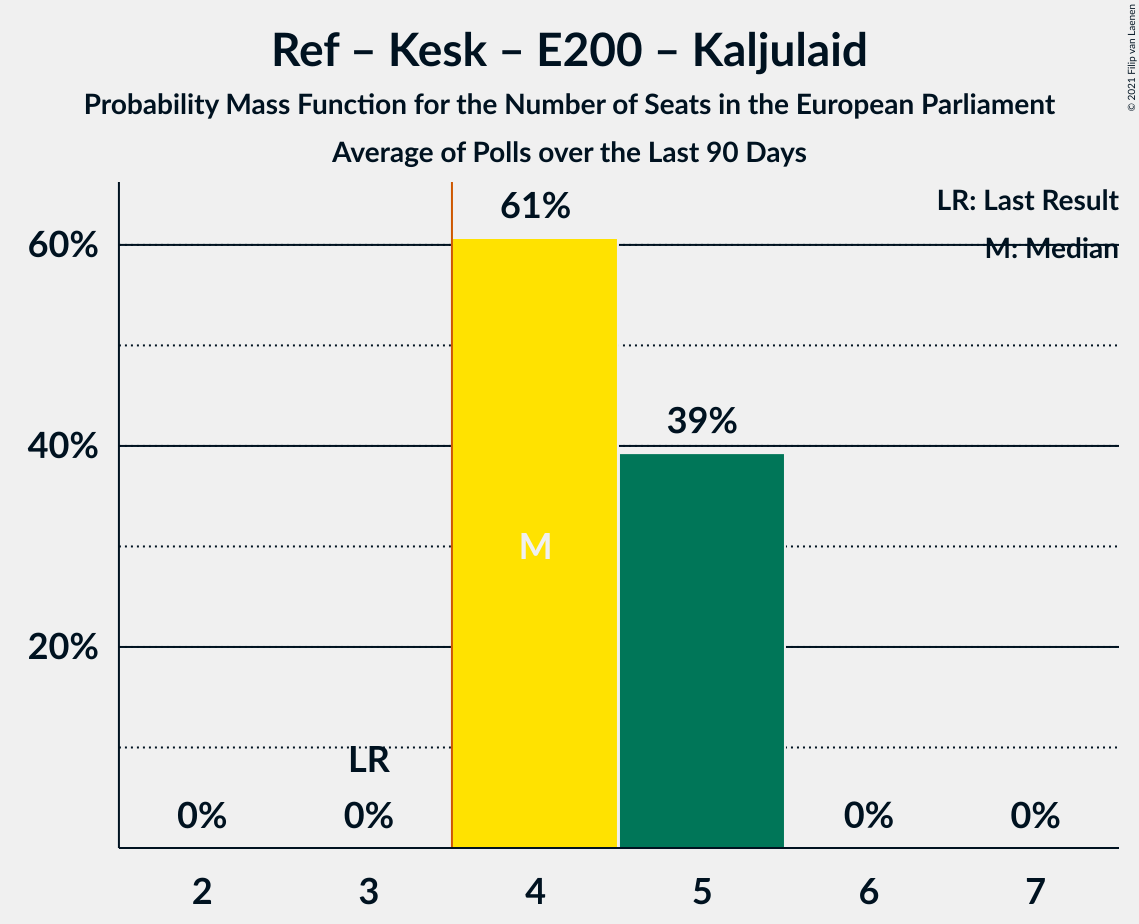 Ref – Kesk – E200 – Kaljulaid
Probability Mass Function for the Number of Seats in the European Parliament
Average of Polls over the Last 90 Days
© 2021 Filip van Laenen
LR: Last Result
M: Median
61%
60%
39%
40%
M
20%
LR
0%
0%
0%
0%
2
3
4
5
6
7